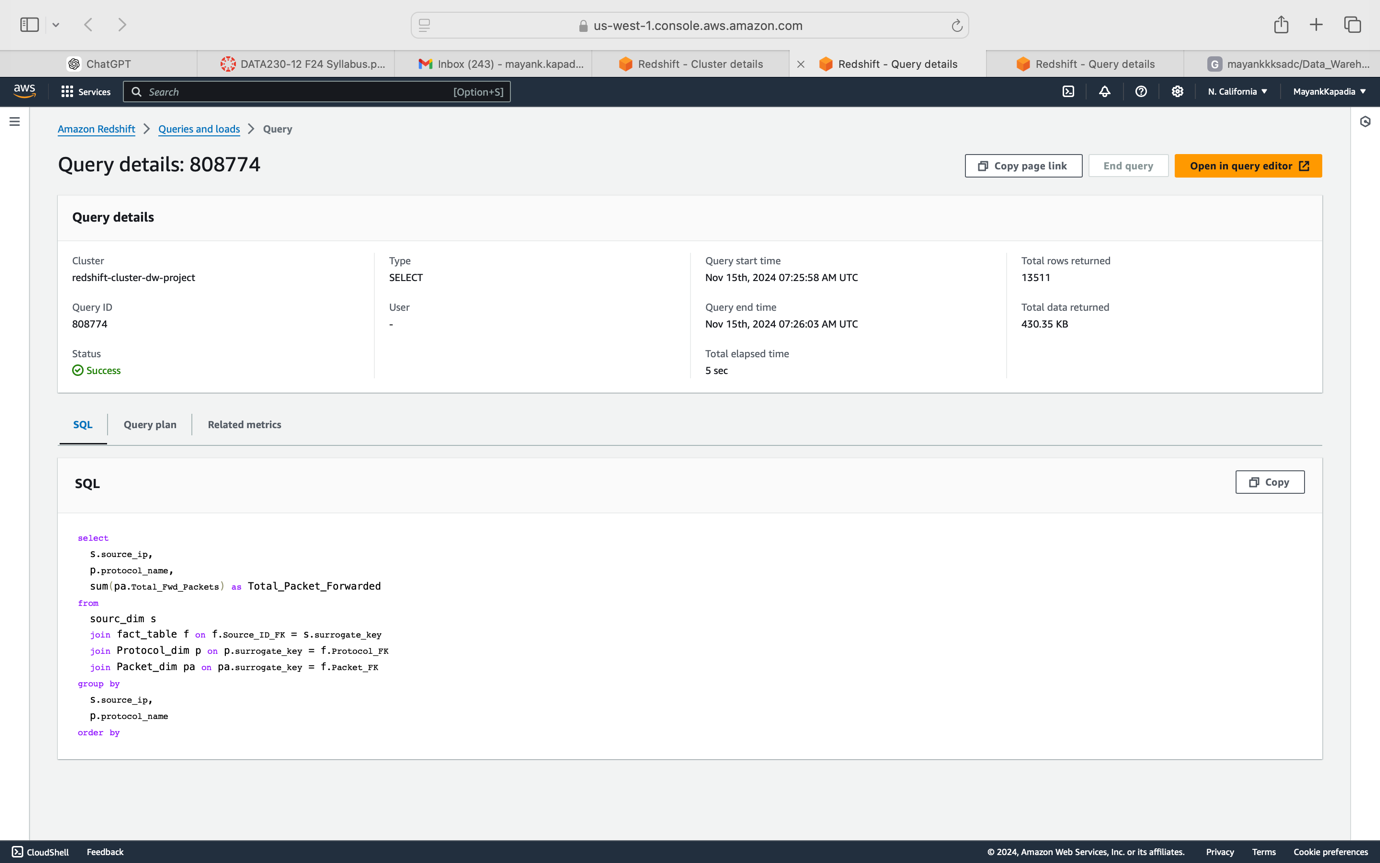 us-west-1.console.aws.amazon.com
ChatGPT
DATA230-12 F24 Syllabus.p...
Inbox (243) - mayank.kapad...
Redshift - Cluster details
Redshift - Query details
Redshift - Query details
G mayankkksadc/Data_Wareh...
aws
Services
Search
[Option+S]
N. California
MayankKapadia
Amazon Redshift
Queries and loads
Query
Query details: 808774
Copy page link
End query
Open in query editor
Query details
Cluster
redshift-cluster-dw-project
Query ID
808774
Status
Success
Type
SELECT
User
-
Query start time
Nov 15th, 2024 07:25:58 AM UTC
Query end time
Nov 15th, 2024 07:26:03 AM UTC
Total elapsed time
5 sec
Total rows returned
13511
Total data returned
430.35 KB
SQL
Query plan
Related metrics
SQL
Copy
select
s.source_ip,
p.protocol_name,
sum(pa.Total_Fwd_Packets) as Total_Packet_Forwarded
from
sourc_dim s
join fact_table f on f.Source_ID_FK = S.surrogate_key
join Protocol_dim p on p.surrogate_key = f.Protocol_FK
join Packet_dim pa on pa.surrogate_key = f.Packet_FK
group by
s.source_ip,
p.protocol_name
order by
CloudShell
Feedback
© 2024, Amazon Web Services, Inc. or its affiliates.
Privacy
Terms
Cookie preferences